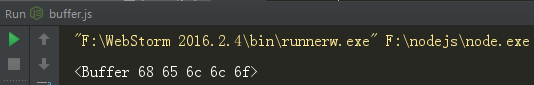 Run buffer.js
"F:\WebStorm 2016.2.4\bin\runnerw.exe" F:\nodejs\node.exe
<Buffer 68 65 6c 6c 6f>